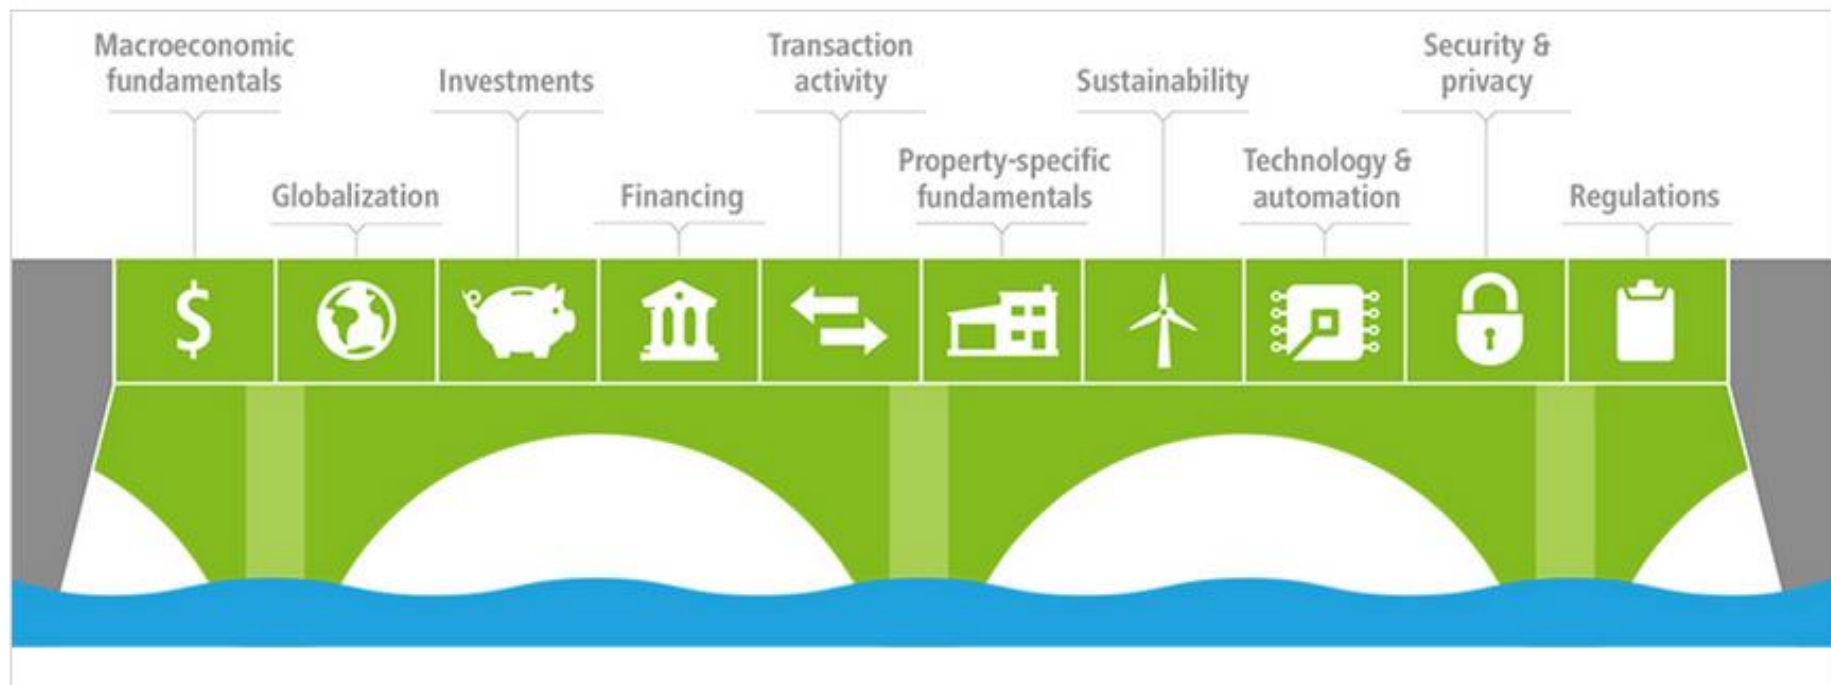 Macroeconomic
fundamentals
Globalization
Investments
Financing
Transaction
activity
Property-specific
fundamentals
Sustainability
Technology &
automation
Security &
privacy
Regulations
$